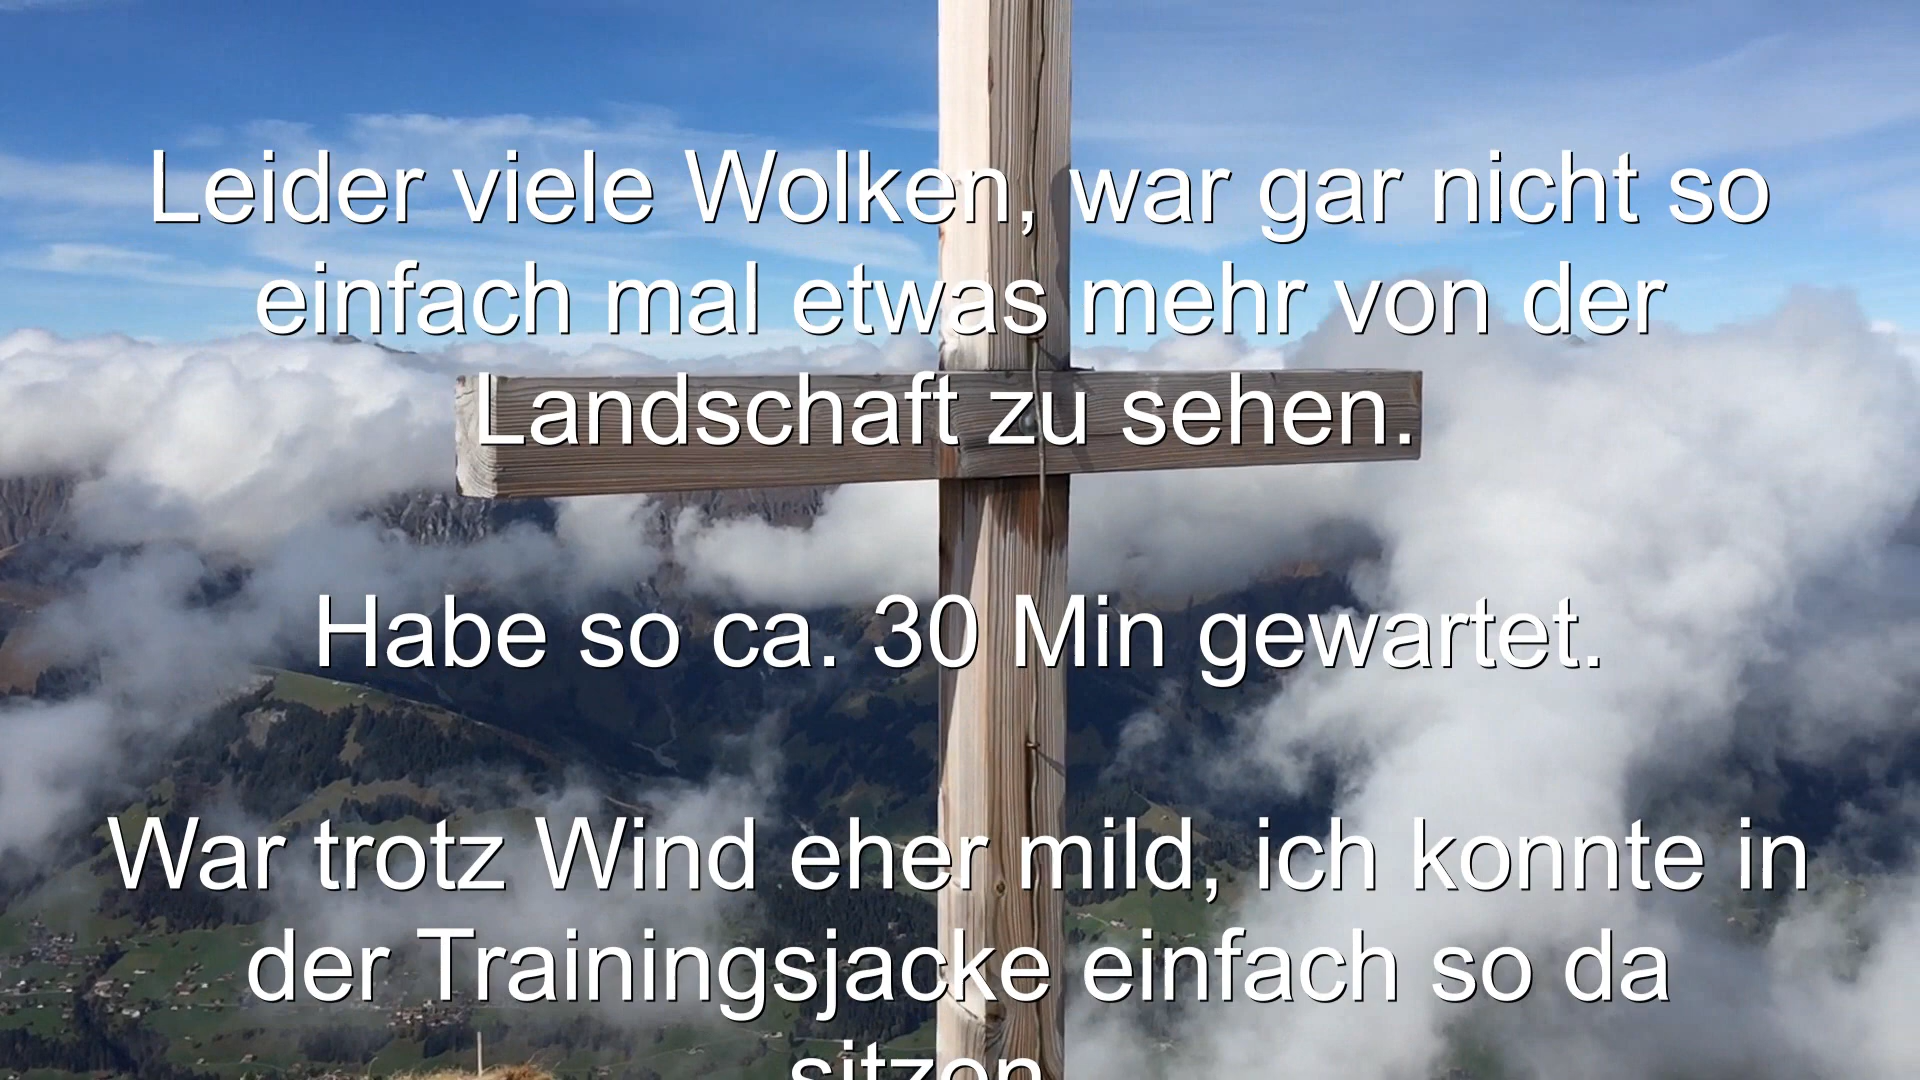 Leider viele Wolken, war gar nicht so
einfach mal etwas mehr von der
Landschaft zu sehen.
Habe so ca. 30 Min gewartet.
War trotz Wind eher mild, ich konnte in
der Trainingsjacke einfach so da
sitzen